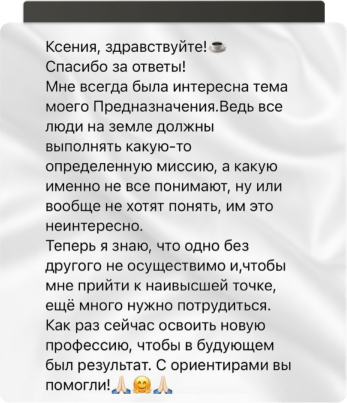 Ксения, здравствуйте!☕
Спасибо за ответы!
Мне всегда была интересна тема
моего Предназначения.Ведь все
люди на земле должны
выполнять какую-то
определенную миссию, а какую
именно не все понимают, ну или
вообще не хотят понять, им это
неинтересно.
Теперь я знаю, что одно без
другого не осуществимо и,чтобы
мне прийти к наивысшей точке,
ещё много нужно потрудиться.
Как раз сейчас освоить новую
профессию, чтобы в будующем
был результат. С ориентирами вы
помогли!🙏🏻🤗🙏🏻